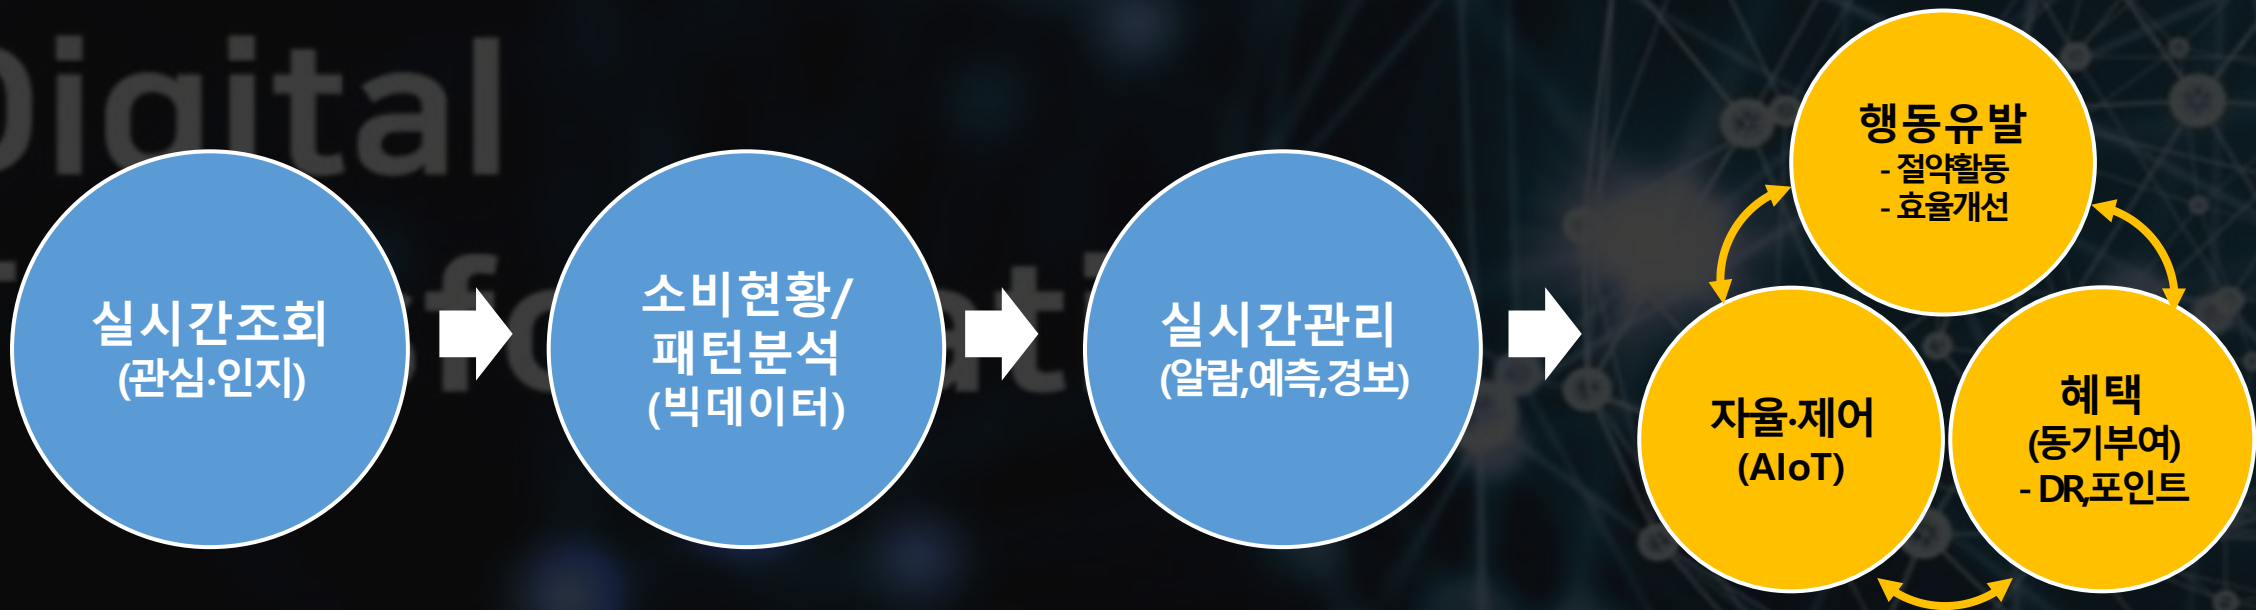 Digital
실시간조회
(관심·인지)
소비현황/
패턴분석
(빅데이터)
실시간관리
(알람,예측,경보)
행동유발
- 절약활동
- 효율개선
자율·제어
(AIoT)
혜택
(동기부여)
- DR,포인트